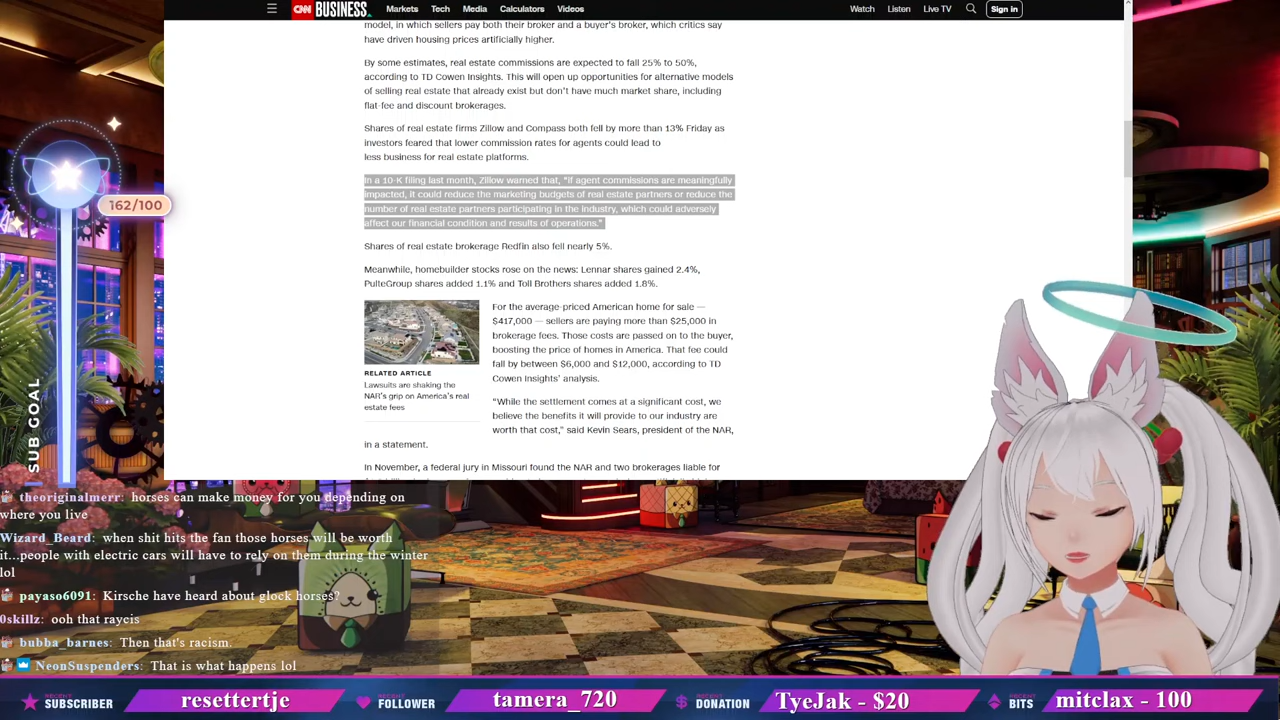 CNN BUSINESS Markets Tech Media Calculators Videos Watch Listen Live TV Sign in
model, in which sellers pay both their broker and a buyer's broker, which critics say
have driven housing prices artificially higher.
By some estimates, real estate commissions are expected to fall 25% to 50%,
according to TD Cowen Insights. This will open up opportunities for alternative models
of selling real estate that already exist but don't have much market share, including
flat-fee and discount brokerages.
Shares of real estate firms Zillow and Compass both fell by more than 13% Friday as
investors feared that lower commission rates for agents could lead to
less business for real estate platforms.
In a 10-K filing last month, Zillow warned that, "If agent commissions are meaningfully
impacted, it could reduce the marketing budgets of real estate partners or reduce the
number of real estate partners participating in the industry, which could adversely
affect our financial condition and results of operations."
Shares of real estate brokerage Redfin also fell nearly 5%.
Meanwhile, homebuilder stocks rose on the news: Lennar shares gained 2.4%,
PulteGroup shares added 1.1% and Toll Brothers shares added 1.8%.
For the average-priced American home for sale —
$417,000 — sellers are paying more than $25,000 in
brokerage fees. Those costs are passed on to the buyer,
boosting the price of homes in America. That fee could
fall by between $6,000 and $12,000, according to TD
Cowen Insights' analysis.
RELATED ARTICLE
Lawsuits are shaking the
NAR's grip on America's real
estate fees
"While the settlement comes at a significant cost, we
believe the benefits it will provide to our industry are
worth that cost," said Kevin Sears, president of the NAR,
in a statement.
In November, a federal jury in Missouri found the NAR and two brokerages liable for
162/100
SUB GOAL
theoriginalmerr: horses can make money for you depending on
where you live
Wizard_Beard: when shit hits the fan those horses will be worth
it...people with electric cars will have to rely on them during the winter
lol
payaso6091: Kirsche have heard about glock horses?
0skillz: ooh that raycis
bubba_barnes: Then that's racism.
NeonSuspenders: That is what happens lol
RECENT SUBSCRIBER resettertje RECENT FOLLOWER tamera_720 RECENT DONATION TyeJak - $20 RECENT BITS mitclax - 100